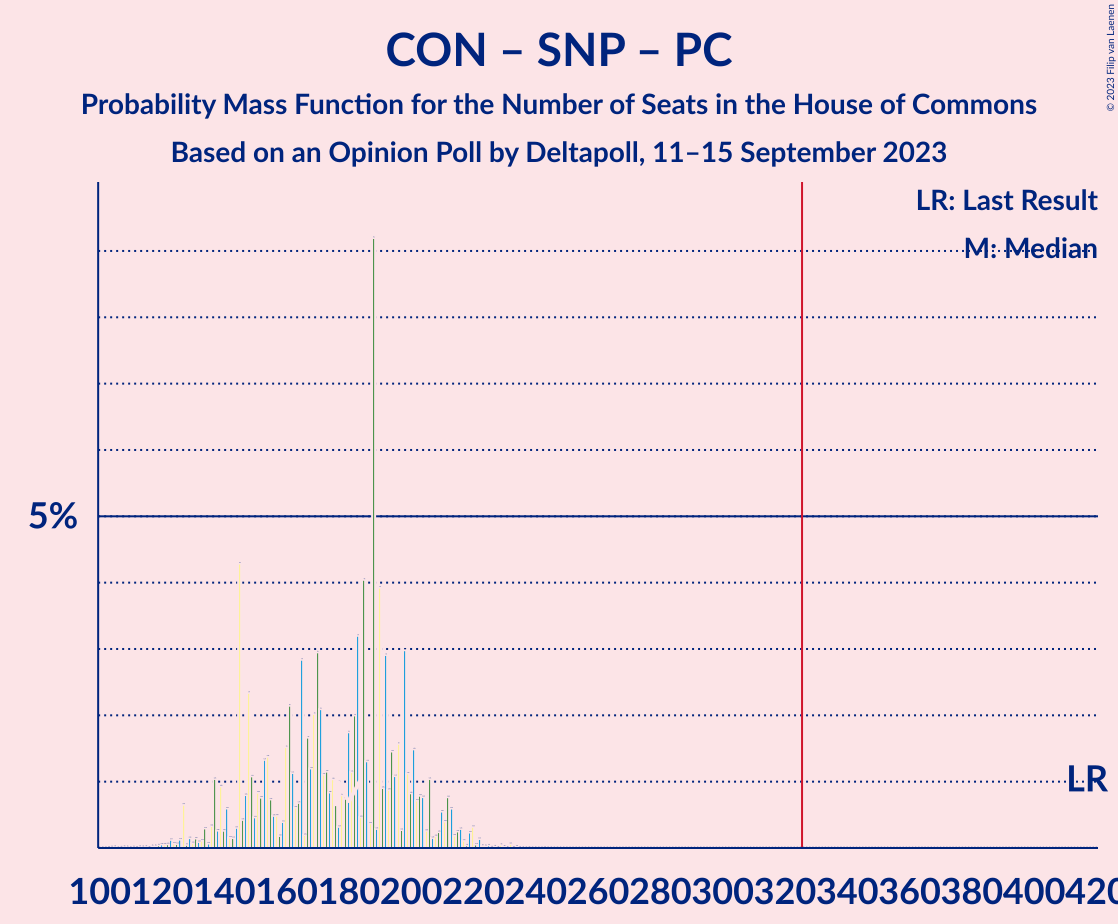 CON – SNP – PC
Probability Mass Function for the Number of Seats in the House of Commons
Based on an Opinion Poll by Deltapoll, 11–15 September 2023
© 2023 Filip van Laenen
LR: Last Result
M: Median
5%
LR
100120140160180200220240260280300320340360380400420